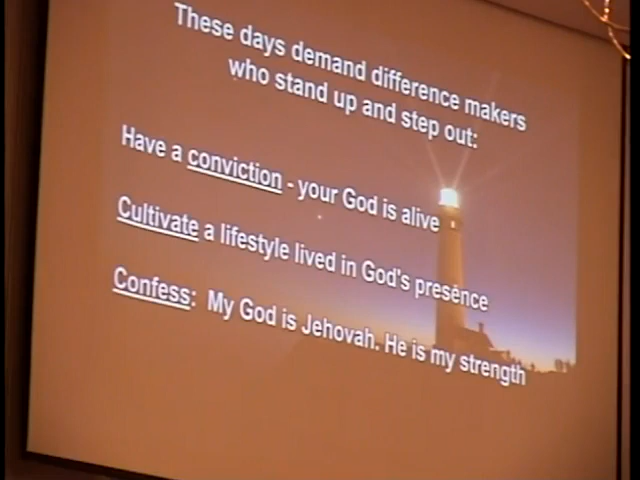 These days demand difference makers
who stand up and step out:
Have a conviction - your God is alive
Cultivate a lifestyle lived in God's presence
Confess: My God is Jehovah. He is my strength